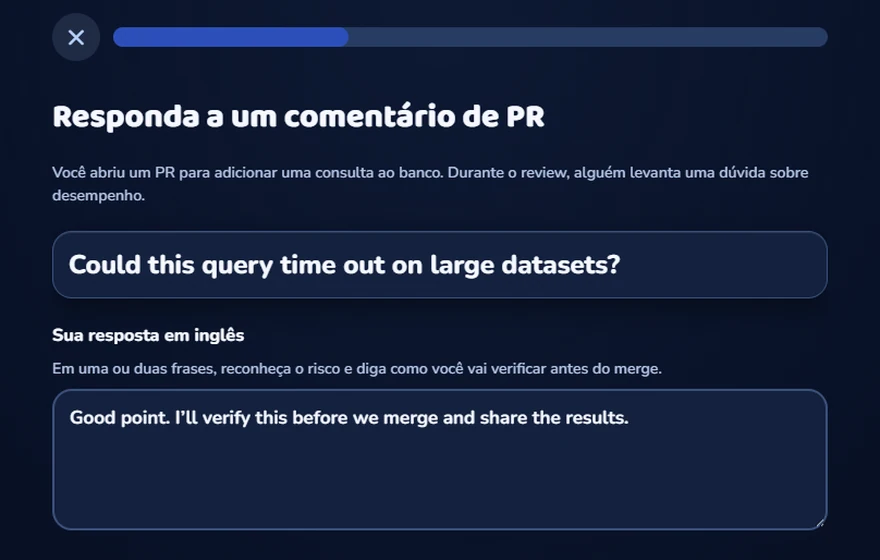 Responda a um comentário de PR
Você abriu um PR para adicionar uma consulta ao banco. Durante o review, alguém levanta uma dúvida sobre
desempenho.
Could this query time out on large datasets?
Sua resposta em inglês
Em uma ou duas frases, reconheça o risco e diga como você vai verificar antes do merge.
Good point. I’ll verify this before we merge and share the results.